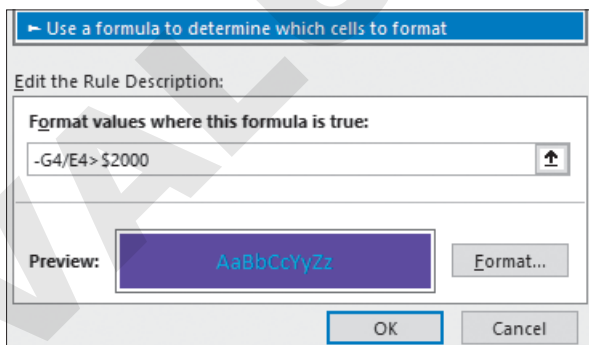 ► Use a formula to determine which cells to format
Edit the Rule Description:
Format values where this formula is true:
-G4/E4>$2000
Preview:
AaBbCcYyZz
Format...
OK
Cancel